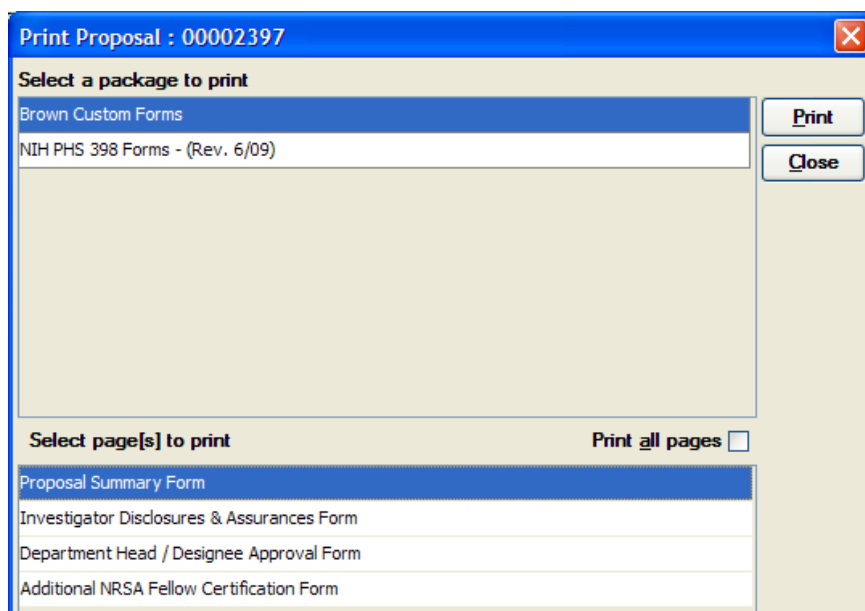 Print Proposal : 00002397
Select a package to print
Brown Custom Forms
NIH PHS 398 Forms - (Rev. 6/09)
Print
Close
Select page[s] to print
Print all pages
Proposal Summary Form
Investigator Disclosures & Assurances Form
Department Head / Designee Approval Form
Additional NRSA Fellow Certification Form